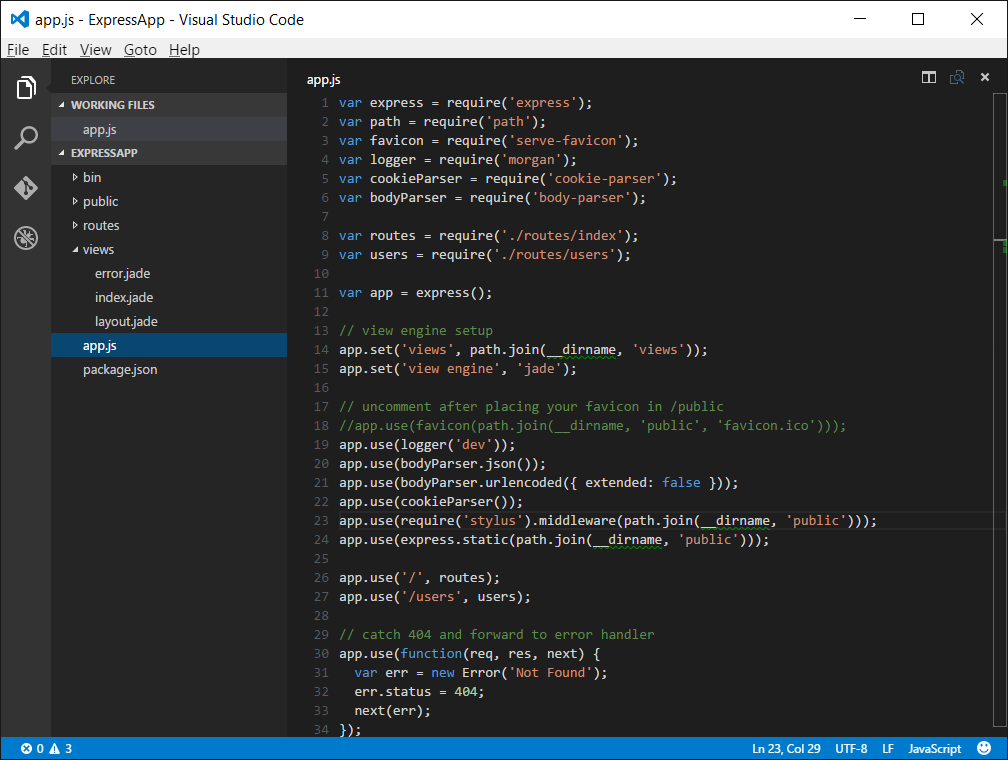 app.js - ExpressApp - Visual Studio Code
File Edit View Goto Help
EXPLORE
WORKING FILES
app.js
EXPRESSAPP
bin
public
routes
views
error.jade
index.jade
layout.jade
app.js
package.json
app.js
1 var express = require('express');
2 var path = require('path');
3 var favicon = require('serve-favicon');
4 var logger = require('morgan');
5 var cookieParser = require('cookie-parser');
6 var bodyParser = require('body-parser');
7
8 var routes = require('./routes/index');
9 var users = require('./routes/users');
10
11 var app = express();
12
13 // view engine setup
14 app.set('views', path.join(__dirname, 'views'));
15 app.set('view engine', 'jade');
16
17 // uncomment after placing your favicon in /public
18 //app.use(favicon(path.join(__dirname, 'public', 'favicon.ico')));
19 app.use(logger('dev'));
20 app.use(bodyParser.json());
21 app.use(bodyParser.urlencoded({ extended: false }));
22 app.use(cookieParser());
23 app.use(require('stylus').middleware(path.join(__dirname, 'public')));
24 app.use(express.static(path.join(__dirname, 'public')));
25
26 app.use('/', routes);
27 app.use('/users', users);
28
29 // catch 404 and forward to error handler
30 app.use(function(req, res, next) {
31   var err = new Error('Not Found');
32   err.status = 404;
33   next(err);
34 });
0 3 Ln 23, Col 29 UTF-8 LF JavaScript